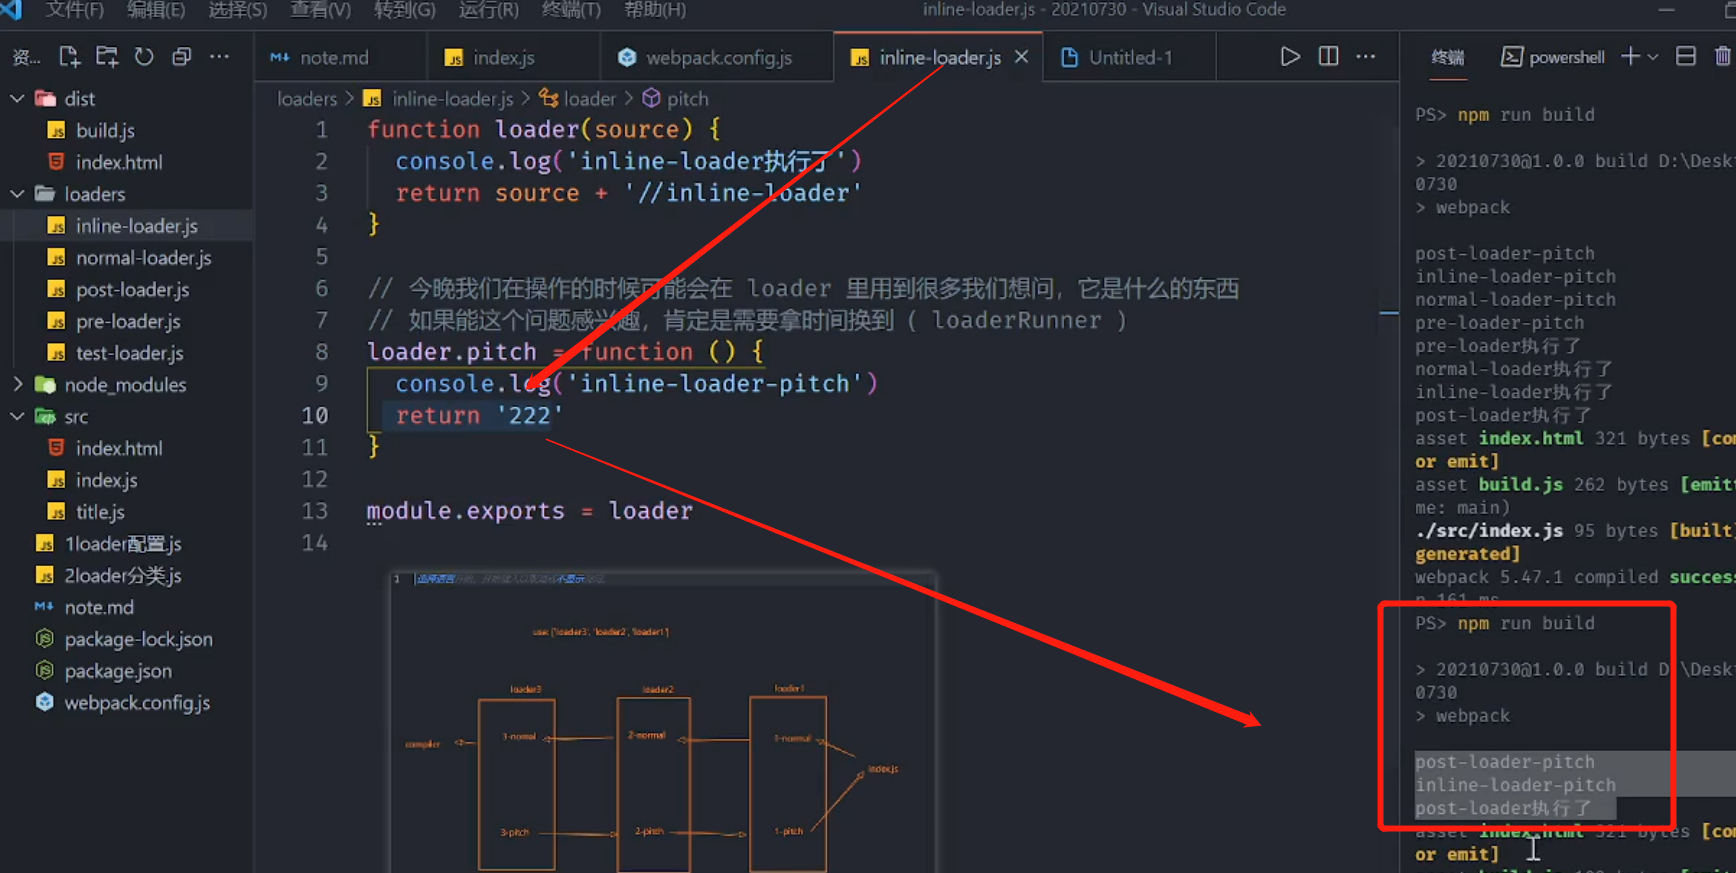 文件(F) 编辑(E) 选择(S) 查看(V) 转到(G) 运行(R) 终端(T) 帮助(H)
inline-loader.js - 20210730 - Visual Studio Code
资...
dist
build.js
index.html
loaders
inline-loader.js
normal-loader.js
post-loader.js
pre-loader.js
test-loader.js
node_modules
src
index.html
index.js
title.js
1loader配置.js
2loader分类.js
note.md
package-lock.json
package.json
webpack.config.js
note.md
index.js
webpack.config.js
inline-loader.js
Untitled-1
loaders > inline-loader.js > loader > pitch
1 function loader(source) {
2 console.log('inline-loader执行了')
3 return source + '//inline-loader'
4 }
5
6 // 今晚我们在操作的时候可能会在 loader 里用到很多我们想问，它是什么的东西
7 // 如果能这个问题感兴趣，肯定是需要拿时间换到 ( loaderRunner )
8 loader.pitch = function () {
9 console.log('inline-loader-pitch')
10 return '222'
11 }
12
13 module.exports = loader
14
1
use: ['loader3', 'loader2', 'loader1']
loader3 loader2 loader1
compiler 3-normal 2-normal 1-normal
index.js
3-pitch 2-pitch 1-pitch
终端 powershell
PS> npm run build
> 20210730@1.0.0 build D:\Desk
0730
> webpack
post-loader-pitch
inline-loader-pitch
normal-loader-pitch
pre-loader-pitch
pre-loader执行了
normal-loader执行了
inline-loader执行了
post-loader执行了
asset index.html 321 bytes [com
or emit]
asset build.js 262 bytes [emitt
me: main)
./src/index.js 95 bytes [built]
generated]
webpack 5.47.1 compiled success
n 161 ms
PS> npm run build
> 20210730@1.0.0 build D:\Desk
0730
> webpack
post-loader-pitch
inline-loader-pitch
post-loader执行了
asset index.html 321 bytes [com
or emit]